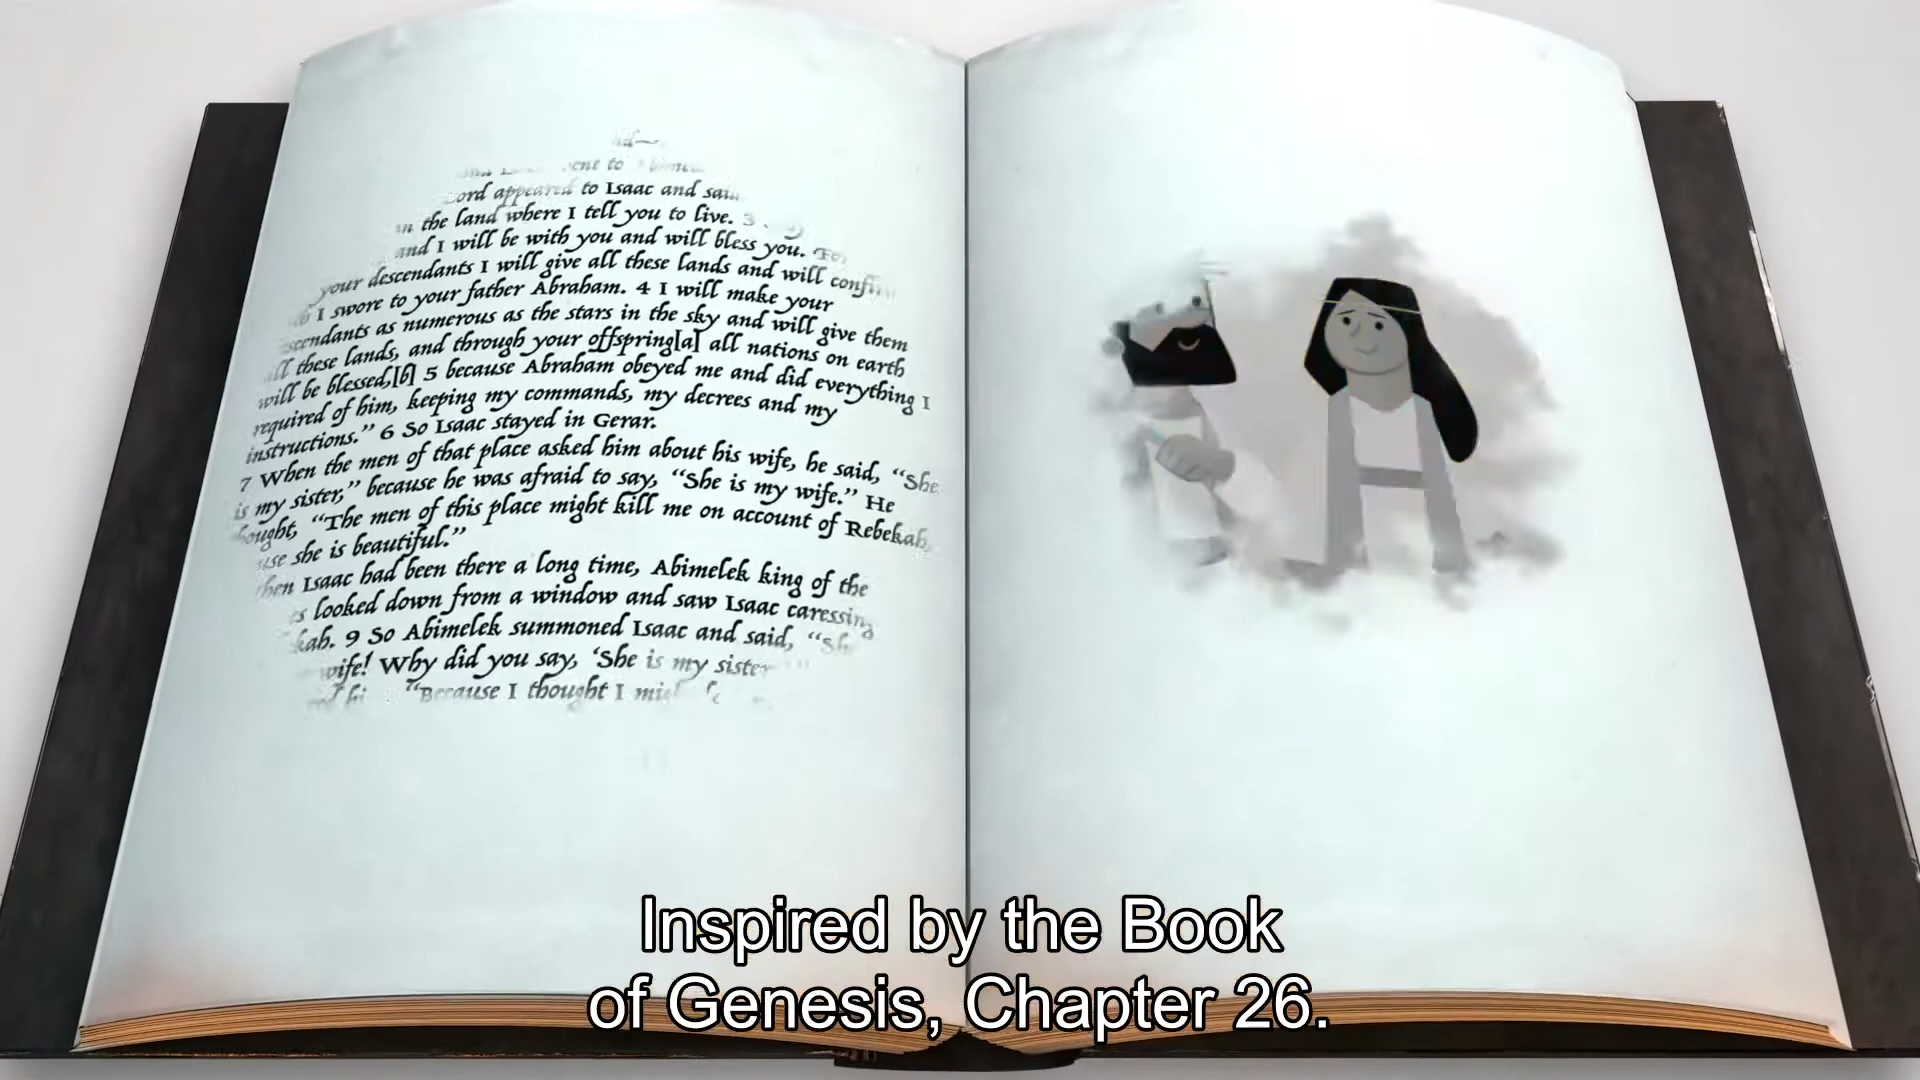 to
appeared to Isaac and said
the land where I tell you to live. 3
and I will be with you and will bless you. For
your descendants I will give all these lands and will confirm
I swore to your father Abraham. 4 I will make your
descendants as numerous as the stars in the sky and will give them
all these lands, and through your offspring[a] all nations on earth
will be blessed,[b] 5 because Abraham obeyed me and did everything I
required of him, keeping my commands, my decrees and my
instructions.” 6 So Isaac stayed in Gerar.
7 When the men of that place asked him about his wife, he said, “She
is my sister,” because he was afraid to say, “She is my wife.” He
thought, “The men of this place might kill me on account of Rebekah,
she is beautiful.”
Isaac had been there a long time, Abimelek king of the
looked down from a window and saw Isaac caressing
9 So Abimelek summoned Isaac and said, “She
wife! Why did you say, ‘She is my sister
“Because I thought I
Inspired by the Book
of Genesis, Chapter 26.